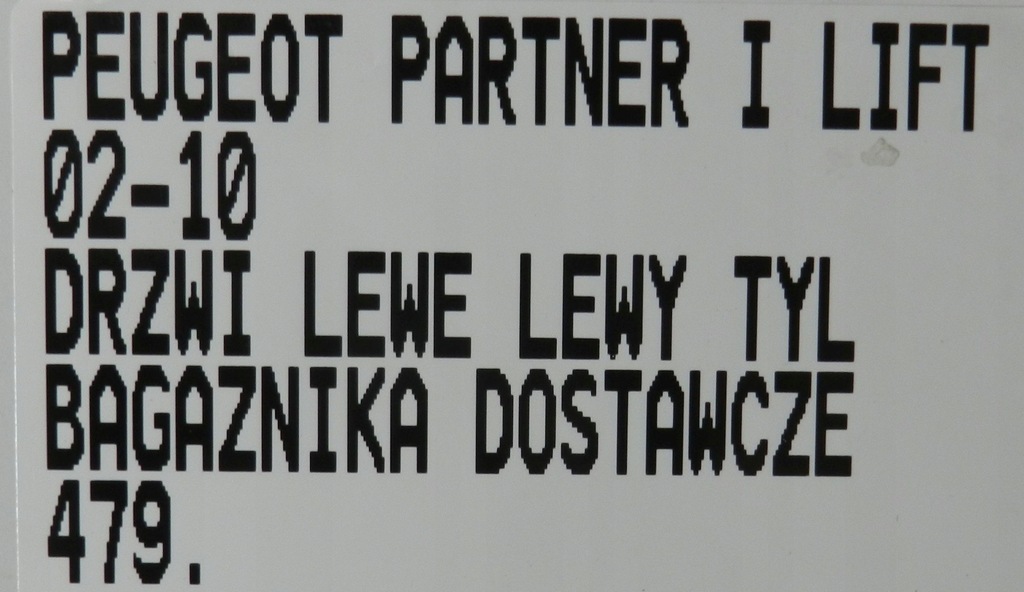 PEUGEOT PARTNER I LIFT
02-10
DRZWI LEWE LEWY TYL
BAGAZNIKA DOSTAWCZE
479.